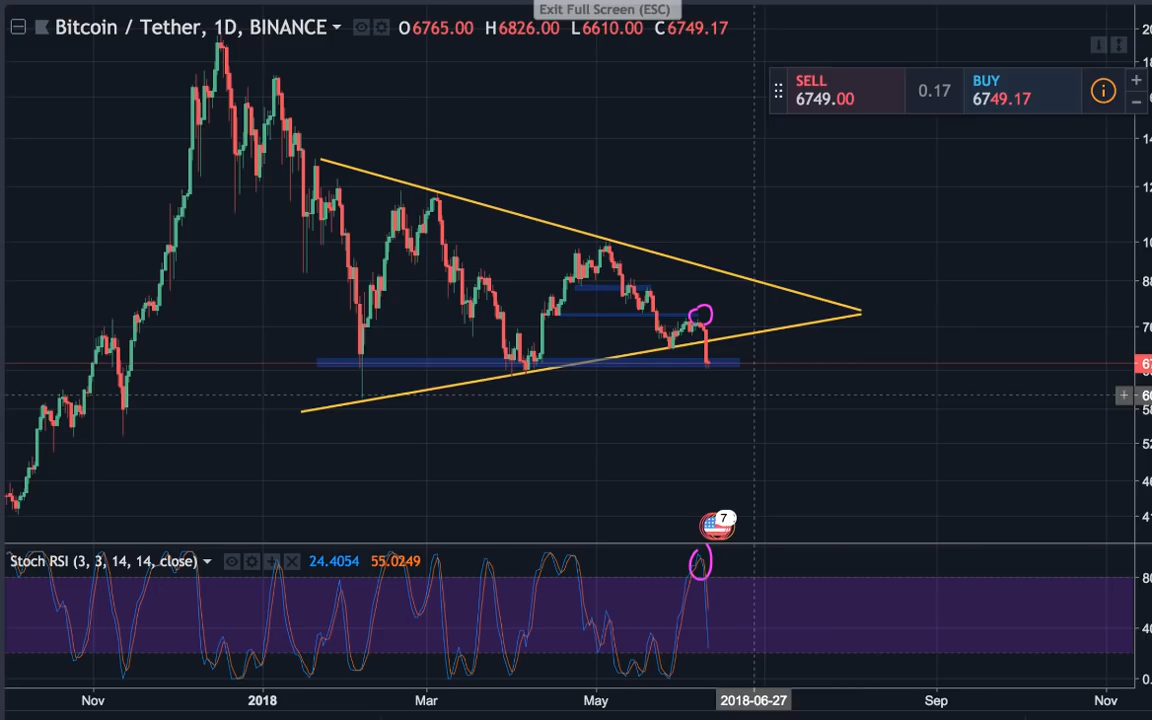 Exit Full Screen (ESC)
Bitcoin / Tether, 1D, BINANCE O6765.00 H6826.00 L6610.00 C6749.17
SELL
6749.00
0.17
BUY
6749.17
7
Stoch RSI (3, 3, 14, 14, close) 24.4054 55.0249
80
40
0.
Nov 2018 Mar May 2018-06-27 Sep Nov